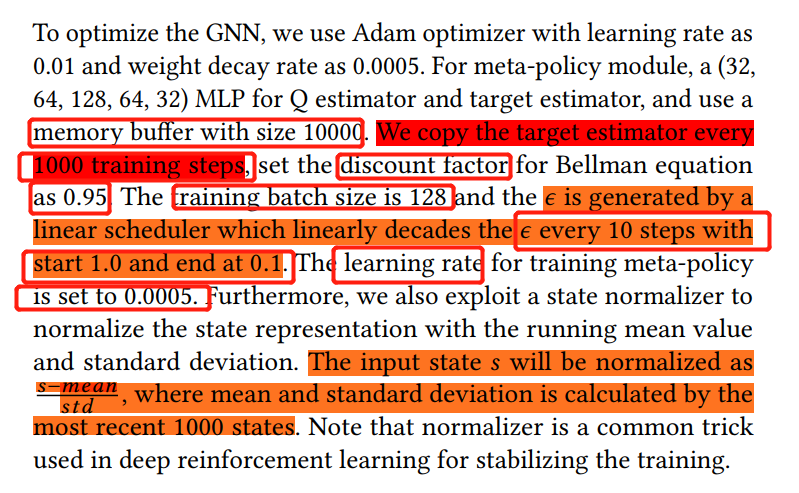 To optimize the GNN, we use Adam optimizer with learning rate as
0.01 and weight decay rate as 0.0005. For meta-policy module, a (32,
64, 128, 64, 32) MLP for Q estimator and target estimator, and use a
memory buffer with size 10000. We copy the target estimator every
1000 training steps, set the discount factor for Bellman equation
as 0.95. The training batch size is 128 and the ϵ is generated by a
linear scheduler which linearly decades the ϵ every 10 steps with
start 1.0 and end at 0.1. The learning rate for training meta-policy
is set to 0.0005. Furthermore, we also exploit a state normalizer to
normalize the state representation with the running mean value
and standard deviation. The input state s will be normalized as
s−mean/std, where mean and standard deviation is calculated by the
most recent 1000 states. Note that normalizer is a common trick
used in deep reinforcement learning for stabilizing the training.